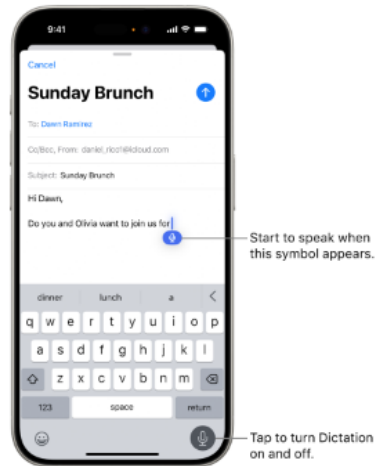 9:41
Cancel
Sunday Brunch
To: Dawn Ramirez
Cc/Bcc, From: daniel_rico1@icloud.com
Subject: Sunday Brunch
Hi Dawn,
Do you and Olivia want to join us for
Start to speak when
this symbol appears.
dinner lunch a
q w e r t y u i o p
a s d f g h j k l
z x c v b n m
123 space return
Tap to turn Dictation
on and off.